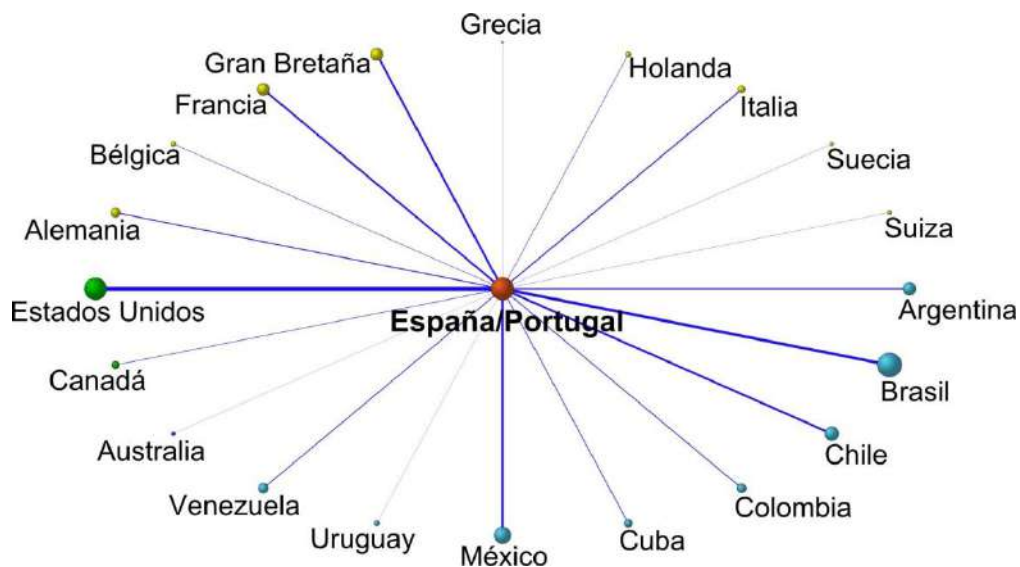 Grecia
Gran Bretaña
Holanda
Francia
Italia
Bélgica
Suecia
Alemania
Suiza
Estados Unidos
España/Portugal
Argentina
Canadá
Brasil
Australia
Chile
Venezuela
Colombia
Uruguay
México
Cuba